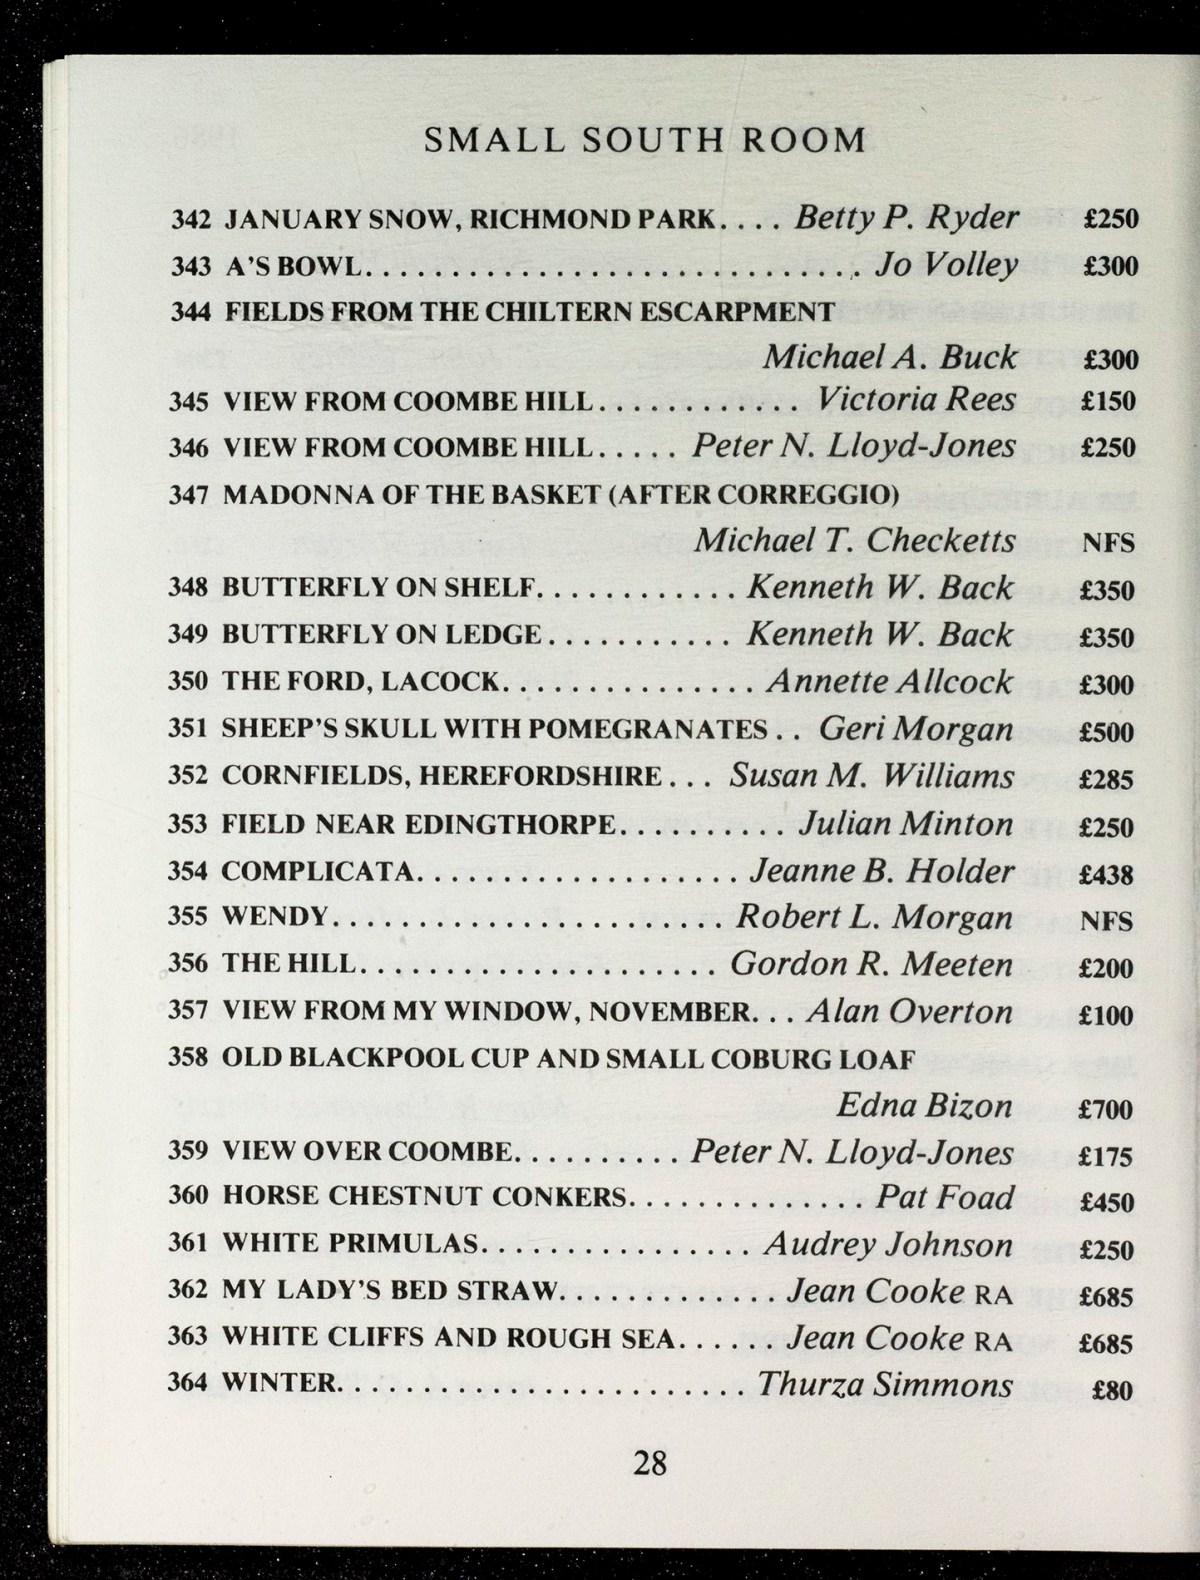 SMALL SOUTH ROOM
342 JANUARY SNOW, RICHMOND PARK.... Betty P. Ryder £250
343 A'S BOWL................................ Jo Volley £300
344 FIELDS FROM THE CHILTERN ESCARPMENT
Michael A. Buck £300
345 VIEW FROM COOMBE HILL............ Victoria Rees £150
346 VIEW FROM COOMBE HILL..... Peter N. Lloyd-Jones £250
347 MADONNA OF THE BASKET (AFTER CORREGGIO)
Michael T. Checketts NFS
348 BUTTERFLY ON SHELF............ Kenneth W. Back £350
349 BUTTERFLY ON LEDGE........... Kenneth W. Back £350
350 THE FORD, LACOCK................ Annette Allcock £300
351 SHEEP'S SKULL WITH POMEGRANATES.. Geri Morgan £500
352 CORNFIELDS, HEREFORDSHIRE... Susan M. Williams £285
353 FIELD NEAR EDINGTHORPE.......... Julian Minton £250
354 COMPLICATA.................... Jeanne B. Holder £438
355 WENDY........................ Robert L. Morgan NFS
356 THE HILL...................... Gordon R. Meeten £200
357 VIEW FROM MY WINDOW, NOVEMBER... Alan Overton £100
358 OLD BLACKPOOL CUP AND SMALL COBURG LOAF
Edna Bizon £700
359 VIEW OVER COOMBE.......... Peter N. Lloyd-Jones £175
360 HORSE CHESTNUT CONKERS.............. Pat Foad £450
361 WHITE PRIMULAS................ Audrey Johnson £250
362 MY LADY'S BED STRAW............. Jean Cooke RA £685
363 WHITE CLIFFS AND ROUGH SEA...... Jean Cooke RA £685
364 WINTER......................... Thurza Simmons £80
28